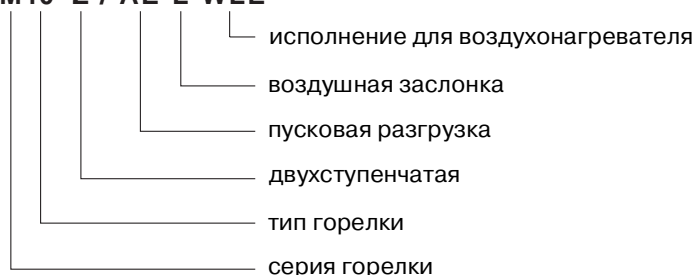 исполнение для воздухонагревателя
воздушная заслонка
пусковая разгрузка
двухступенчатая
тип горелки
серия горелки